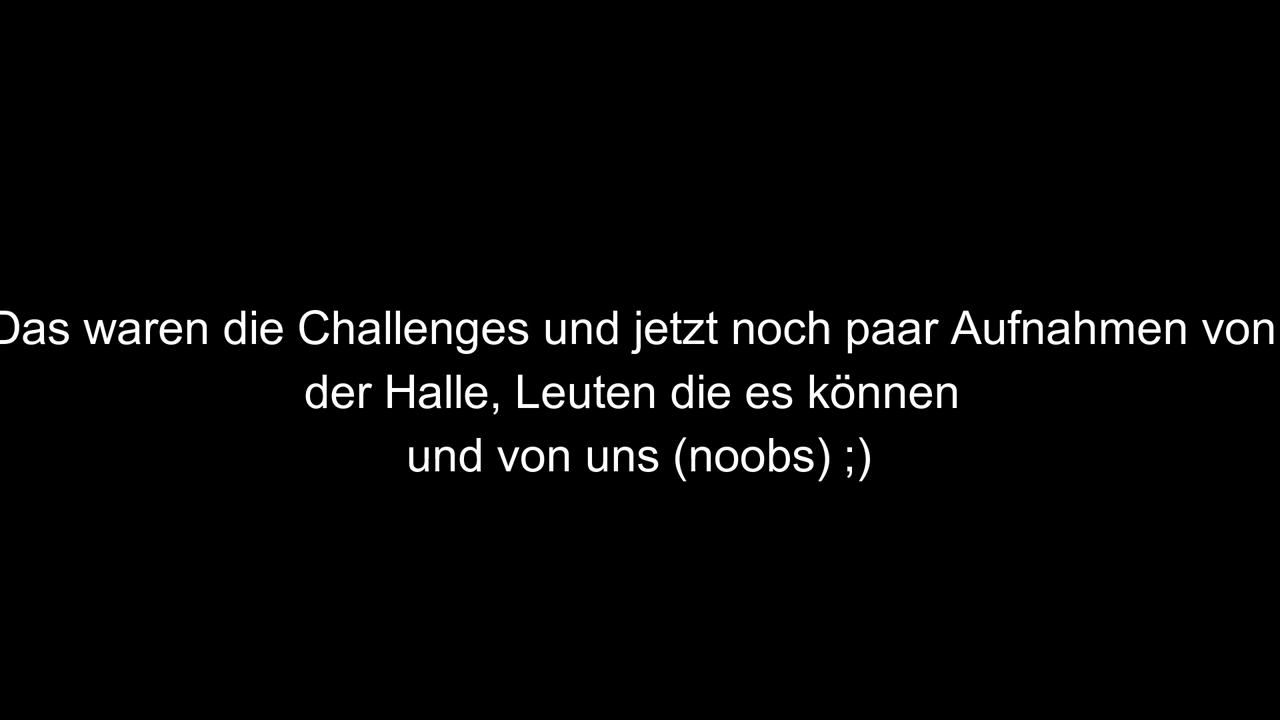 Das waren die Challenges und jetzt noch paar Aufnahmen von
der Halle, Leuten die es können
und von uns (noobs) ;)